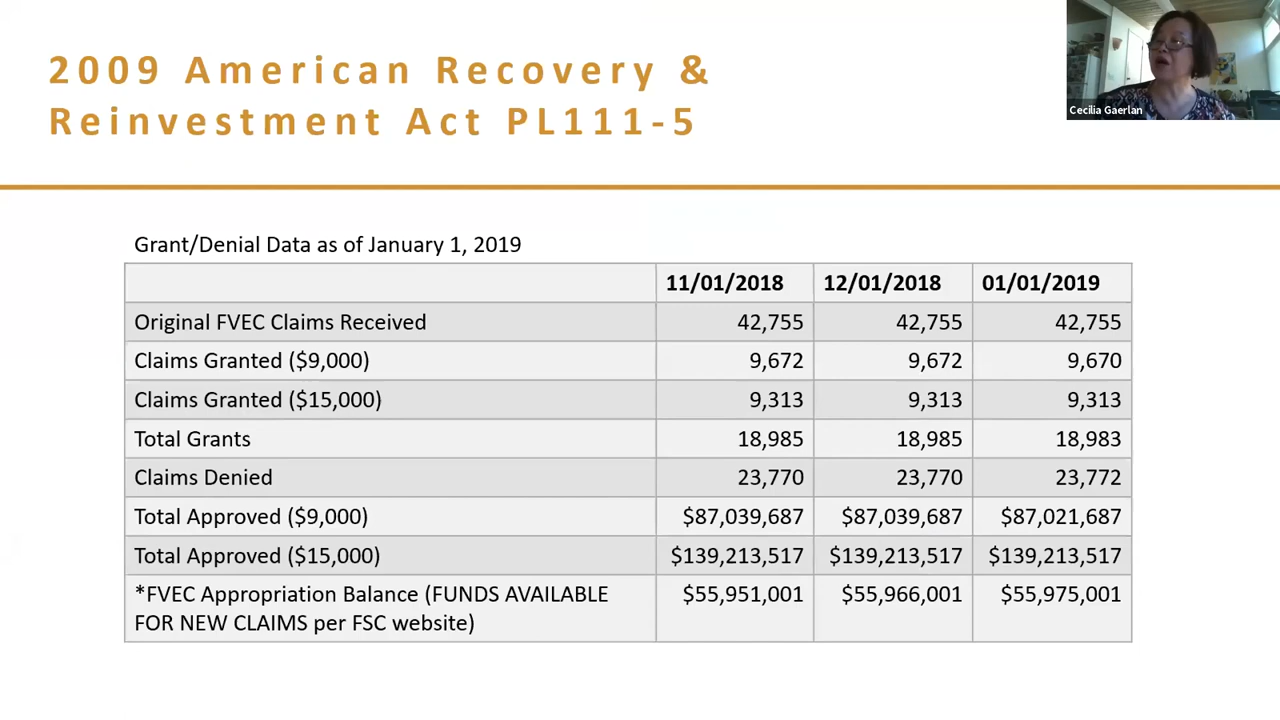 2009 American Recovery &
Reinvestment Act PL111-5
Cecilia Gaerlan
Grant/Denial Data as of January 1, 2019
11/01/2018 12/01/2018 01/01/2019
Original FVEC Claims Received 42,755 42,755 42,755
Claims Granted ($9,000) 9,672 9,672 9,670
Claims Granted ($15,000) 9,313 9,313 9,313
Total Grants 18,985 18,985 18,983
Claims Denied 23,770 23,770 23,772
Total Approved ($9,000) $87,039,687 $87,039,687 $87,021,687
Total Approved ($15,000) $139,213,517 $139,213,517 $139,213,517
*FVEC Appropriation Balance (FUNDS AVAILABLE $55,951,001 $55,966,001 $55,975,001
FOR NEW CLAIMS per FSC website)